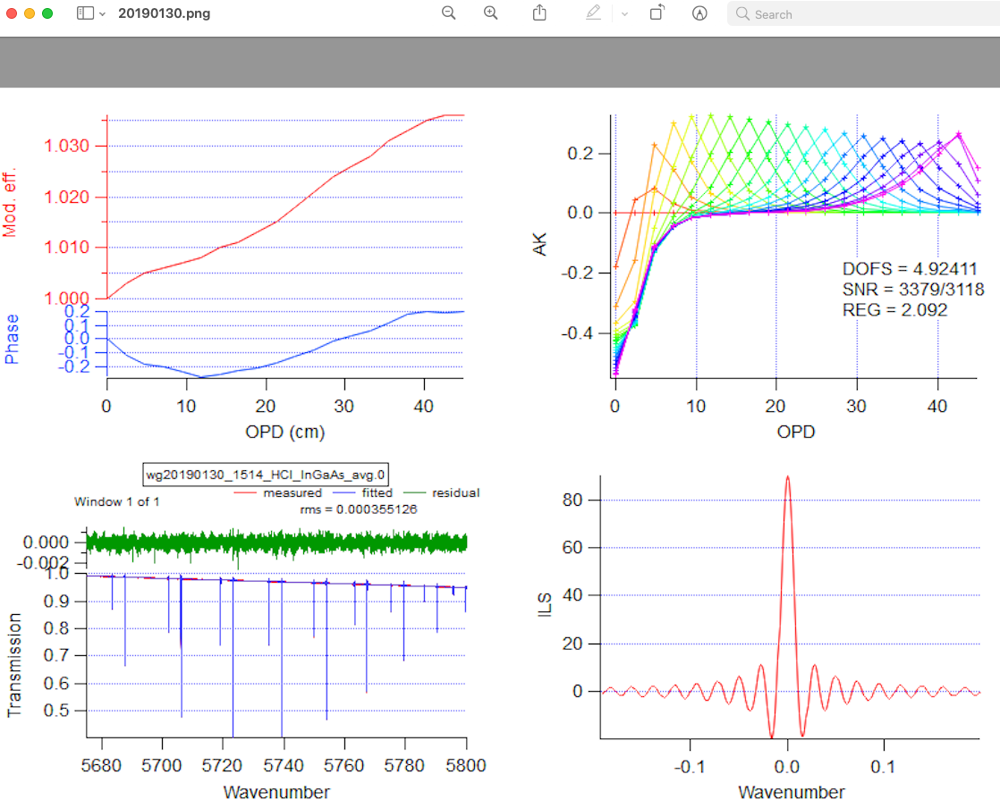 20190130.png
Search
Mod. eff.
1.030
1.020
1.010
1.000
Phase
0.2
0.1
0.0
-0.1
-0.2
0 10 20 30 40
OPD (cm)
AK
0.2
0.0
-0.2
-0.4
DOFS = 4.92411
SNR = 3379/3118
REG = 2.092
0 10 20 30 40
OPD
wg20190130_1514_HCl_InGaAs_avg.0
Window 1 of 1
measured fitted residual
rms = 0.000355126
0.000
-0.002
Transmission
1.0
0.9
0.8
0.7
0.6
0.5
5680 5700 5720 5740 5760 5780 5800
Wavenumber
ILS
80
60
40
20
0
-0.1 0.0 0.1
Wavenumber